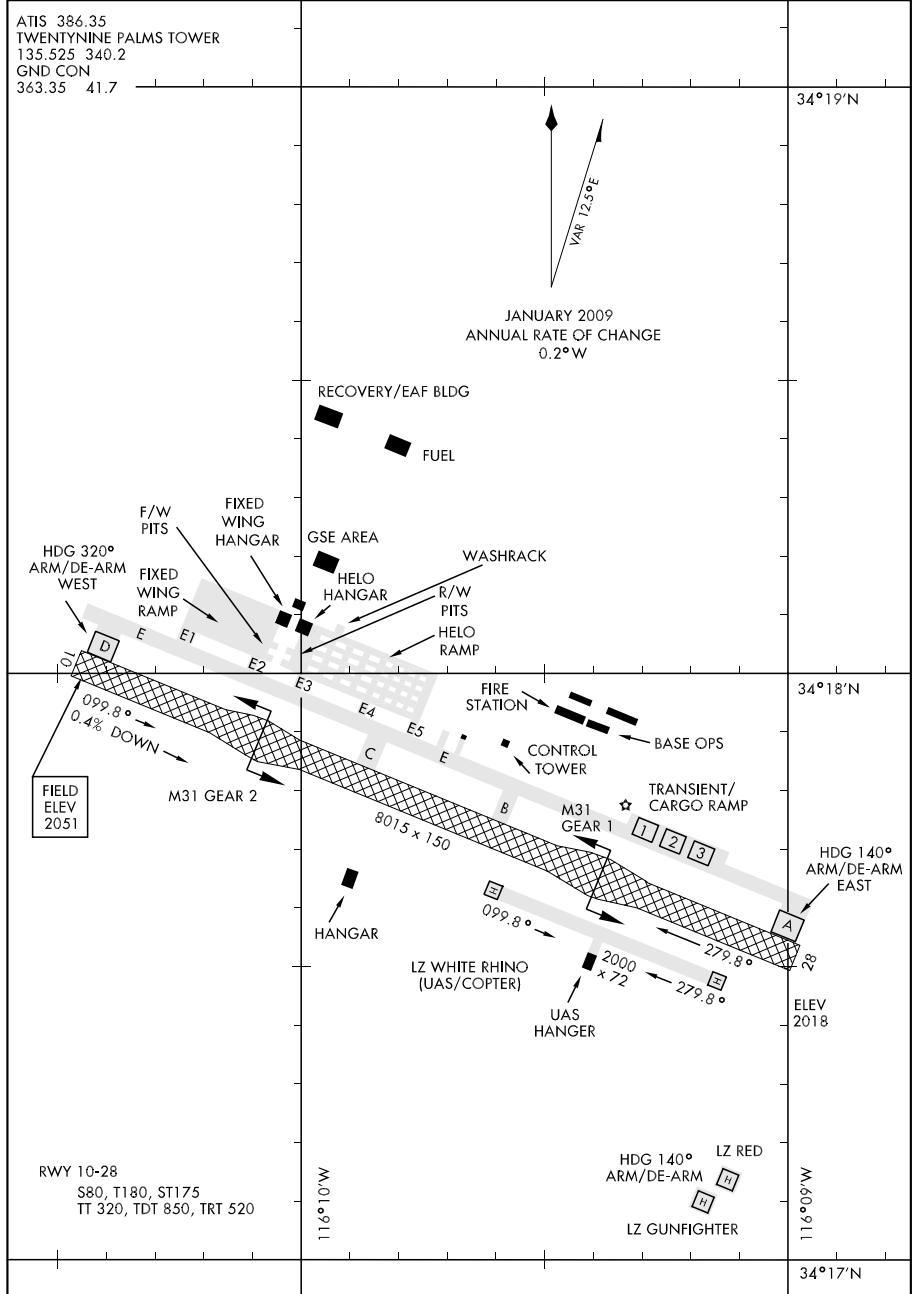 ATIS 386.35
TWENTYNINE PALMS TOWER
135.525 340.2
GND CON
363.35 41.7
34°19'N
VAR 12.5°E
JANUARY 2009
ANNUAL RATE OF CHANGE
0.2°W
RECOVERY/EAF BLDG
FUEL
F/W
PITS
FIXED
WING
HANGAR
GSE AREA
HDG 320°
ARM/DE-ARM
WEST
FIXED
WING
RAMP
HELO
HANGAR
WASHRACK
R/W
PITS
HELO
RAMP
D
E
E1
E2
E3
E4
E5
E
10
099.8°
0.4% DOWN
FIELD
ELEV
2051
M31 GEAR 2
C
8015 x 150
B
FIRE
STATION
34°18'N
BASE OPS
CONTROL
TOWER
M31
GEAR 1
TRANSIENT/
CARGO RAMP
1
2
3
HDG 140°
ARM/DE-ARM
EAST
A
HANGAR
H
099.8°
279.8°
28
LZ WHITE RHINO
(UAS/COPTER)
2000
x 72
279.8°
H
UAS
HANGER
ELEV
2018
RWY 10-28
S80, T180, ST175
TT 320, TDT 850, TRT 520
116°10'W
HDG 140°
ARM/DE-ARM
LZ RED
H
H
LZ GUNFIGHTER
116°09'W
34°17'N